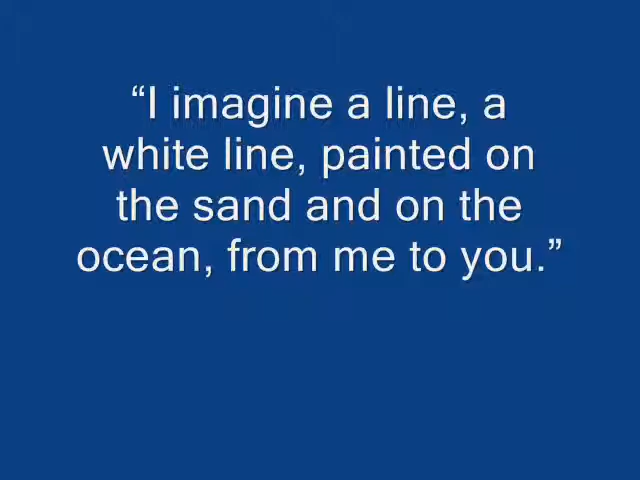 “I imagine a line, a
white line, painted on
the sand and on the
ocean, from me to you.”